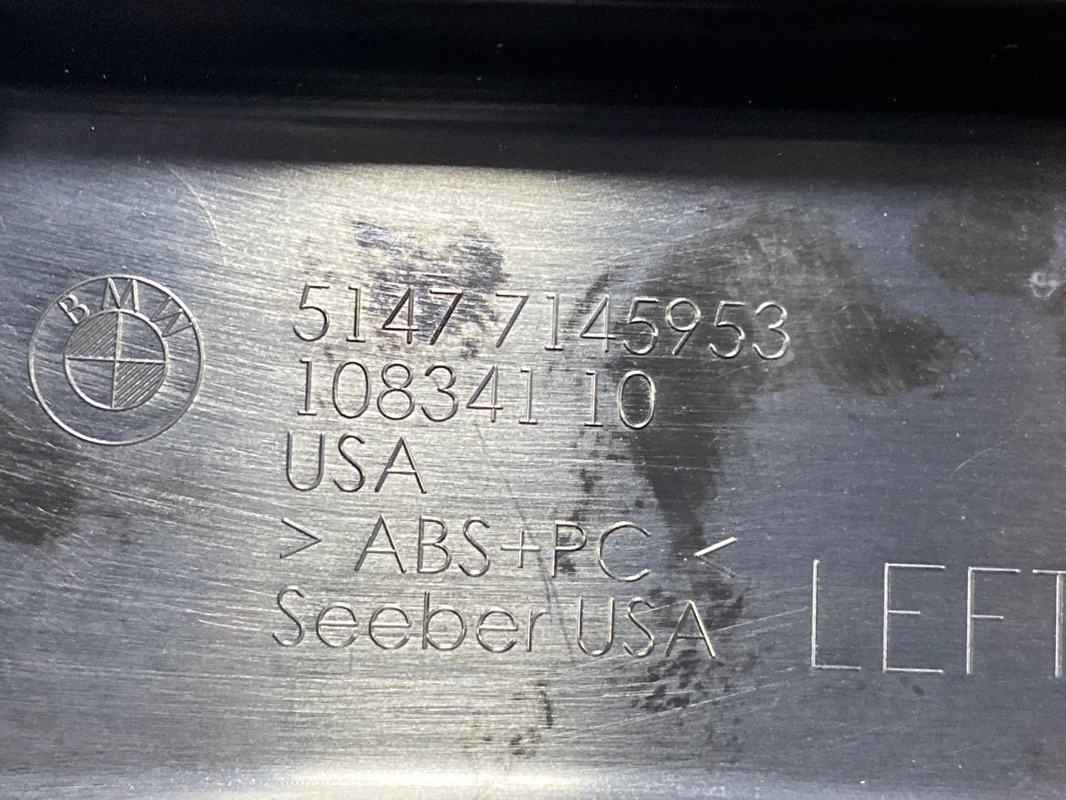 BMW
5147 7145953
108341 10
USA
> ABS+PC <
Seeber USA
LEFT